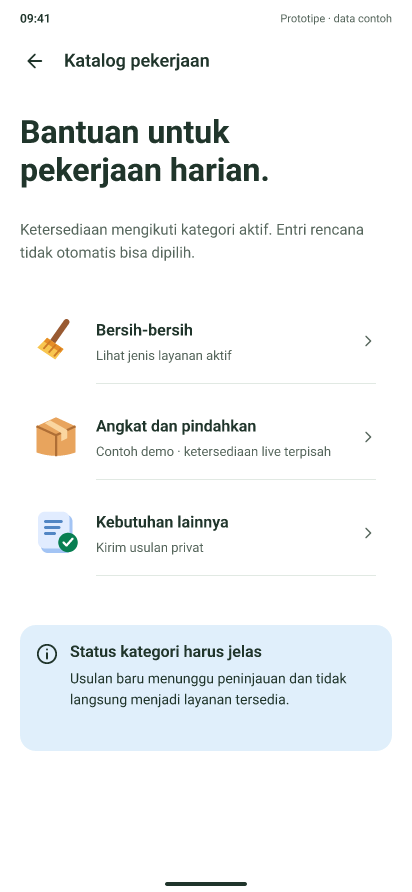 09:41
Prototipe · data contoh
Katalog pekerjaan
Bantuan untuk
pekerjaan harian.
Ketersediaan mengikuti kategori aktif. Entri rencana
tidak otomatis bisa dipilih.
Bersih-bersih
Lihat jenis layanan aktif
Angkat dan pindahkan
Contoh demo · ketersediaan live terpisah
Kebutuhan lainnya
Kirim usulan privat
Status kategori harus jelas
Usulan baru menunggu peninjauan dan tidak
langsung menjadi layanan tersedia.